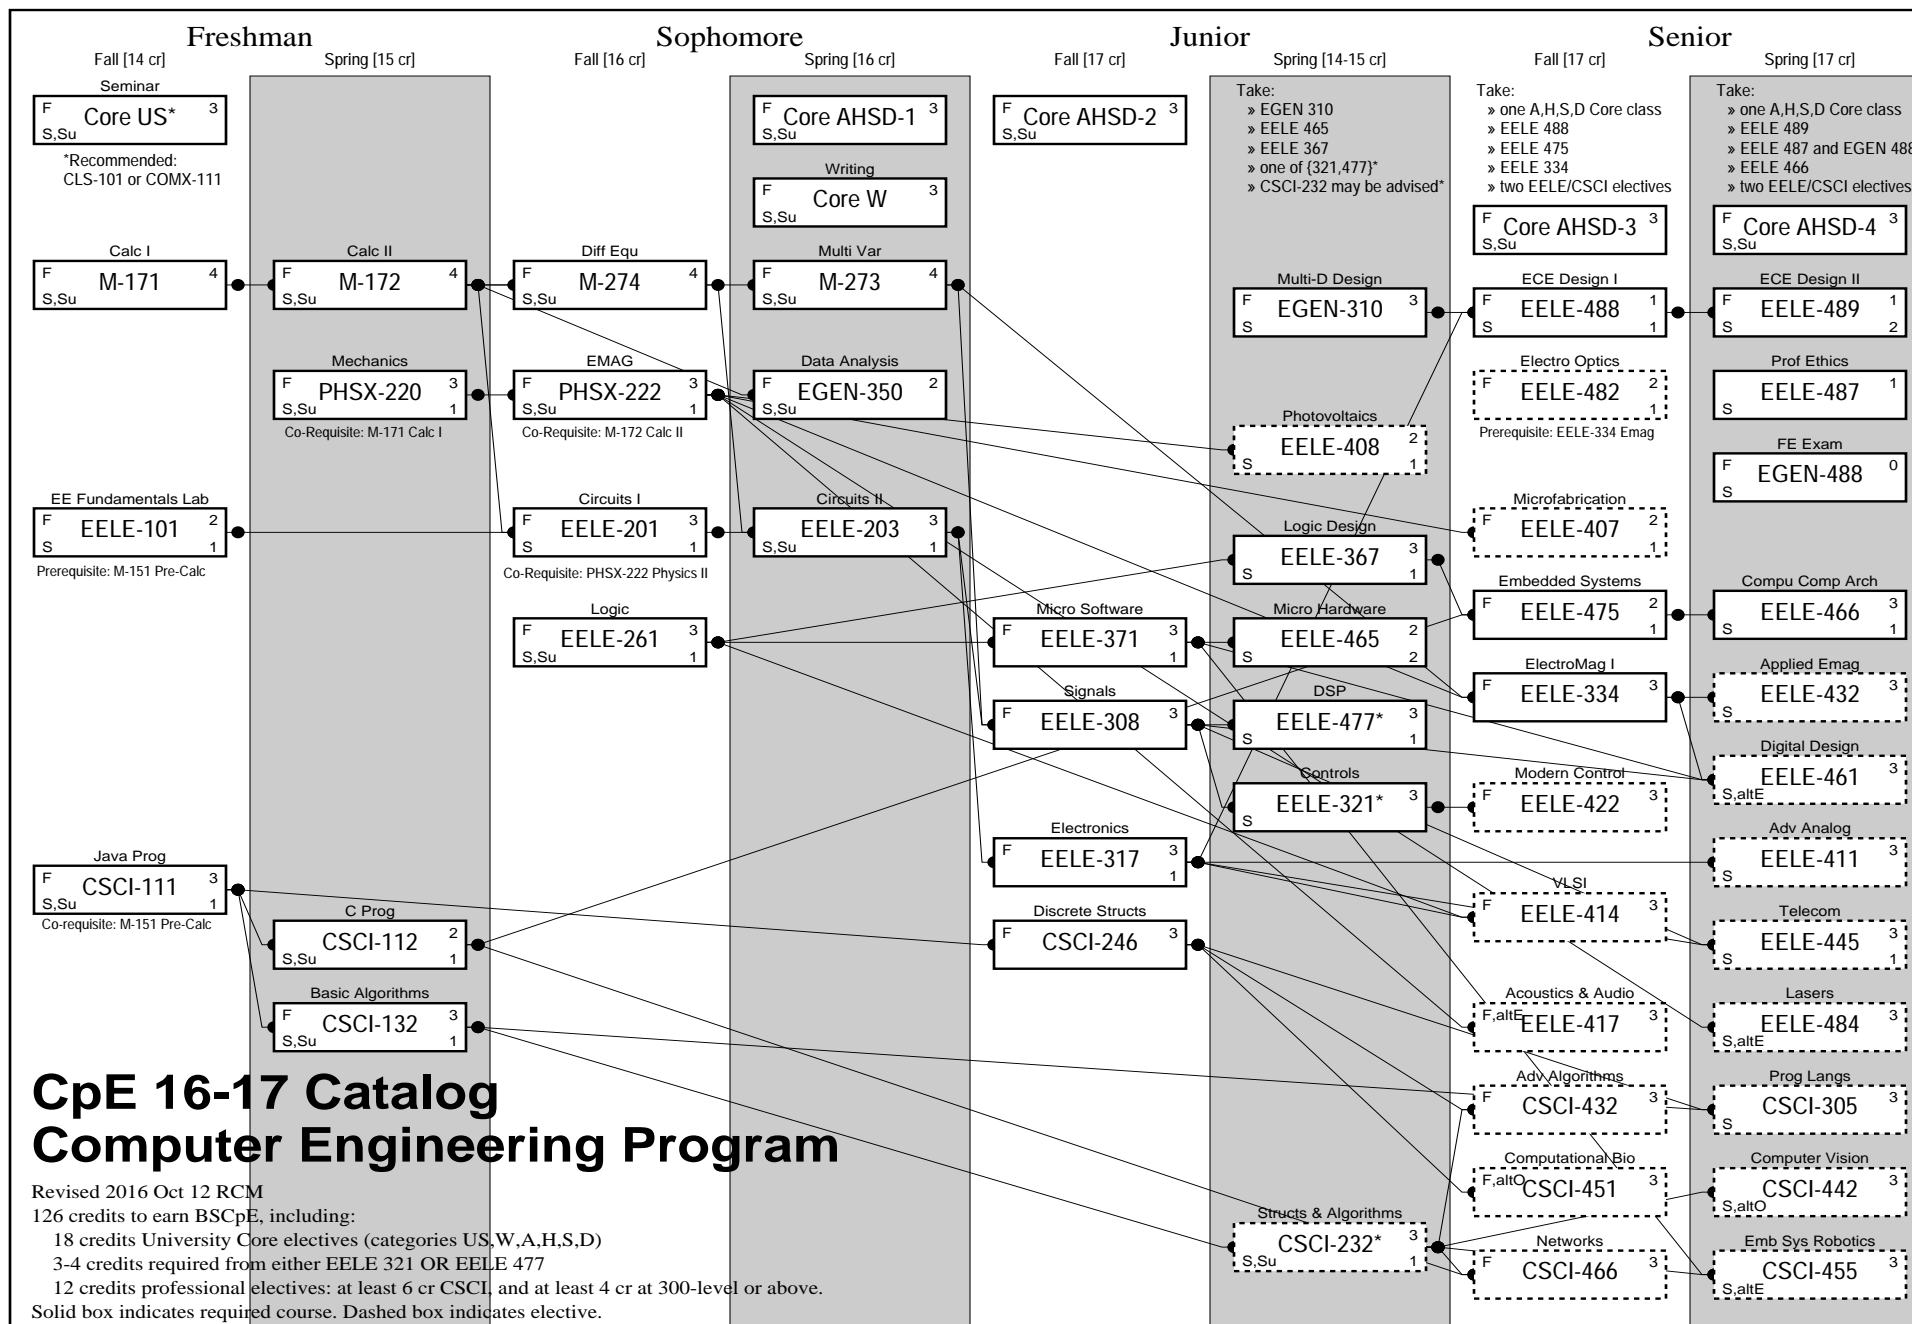 Freshman
Sophomore
Junior
Senior
Fall [14 cr]
Spring [15 cr]
Fall [16 cr]
Spring [16 cr]
Fall [17 cr]
Spring [14-15 cr]
Fall [17 cr]
Spring [17 cr]
Seminar
F Core US* 3
S,Su
*Recommended:
CLS-101 or COMX-111
Calc I
F M-171 4
S,Su
EE Fundamentals Lab
F EELE-101 2
S 1
Prerequisite: M-151 Pre-Calc
Java Prog
F CSCI-111 3
S,Su 1
Co-requisite: M-151 Pre-Calc
Calc II
F M-172 4
S,Su
Mechanics
F PHSX-220 3
S,Su 1
Co-Requisite: M-171 Calc I
C Prog
F CSCI-112 2
S,Su 1
Basic Algorithms
F CSCI-132 3
S,Su 1
Diff Equ
F M-274 4
S,Su
EMAG
F PHSX-222 3
S,Su 1
Co-Requisite: M-172 Calc II
Circuits I
F EELE-201 3
S 1
Co-Requisite: PHSX-222 Physics II
Logic
F EELE-261 3
S,Su 1
F Core AHSD-1 3
S,Su
Writing
F Core W 3
S,Su
Multi Var
F M-273 4
S,Su
Data Analysis
F EGEN-350 2
S,Su
Circuits II
F EELE-203 3
S,Su 1
F Core AHSD-2 3
S,Su
Micro Software
F EELE-371 3
1
Signals
F EELE-308 3
Electronics
F EELE-317 3
1
Discrete Structs
F CSCI-246 3
Take:
» EGEN 310
» EELE 465
» EELE 367
» one of {321,477}*
» CSCI-232 may be advised*
Multi-D Design
F EGEN-310 3
S
Photovoltaics
EELE-408 2
S 1
Logic Design
EELE-367 3
S 1
Micro Hardware
EELE-465 2
S 2
DSP
EELE-477* 3
S 1
Controls
EELE-321* 3
S
Structs & Algorithms
CSCI-232* 3
S,Su 1
Take:
» one A,H,S,D Core class
» EELE 488
» EELE 475
» EELE 334
» two EELE/CSCI electives
F Core AHSD-3 3
S,Su
ECE Design I
F EELE-488 1
S 1
Electro Optics
F EELE-482 2
1
Prerequisite: EELE-334 Emag
Microfabrication
F EELE-407 2
1
Embedded Systems
F EELE-475 2
1
ElectroMag I
F EELE-334 3
Modern Control
F EELE-422 3
VLSI
F EELE-414 3
Acoustics & Audio
F,altE EELE-417 3
Adv Algorithms
F CSCI-432 3
Computational Bio
F,altO CSCI-451 3
Networks
F CSCI-466 3
Take:
» one A,H,S,D Core class
» EELE 489
» EELE 487 and EGEN 488
» EELE 466
» two EELE/CSCI electives
F Core AHSD-4 3
S,Su
ECE Design II
F EELE-489 1
S 2
Prof Ethics
EELE-487 1
S
FE Exam
F EGEN-488 0
S
Compu Comp Arch
EELE-466 3
S 1
Applied Emag
EELE-432 3
S
Digital Design
EELE-461 3
S,altE
Adv Analog
EELE-411 3
S
Telecom
EELE-445 3
S 1
Lasers
EELE-484 3
S,altE
Prog Langs
CSCI-305 3
S
Computer Vision
CSCI-442 3
S,altO
Emb Sys Robotics
CSCI-455 3
S,altE
CpE 16-17 Catalog
Computer Engineering Program
Revised 2016 Oct 12 RCM
126 credits to earn BSCpE, including:
18 credits University Core electives (categories US,W,A,H,S,D)
3-4 credits required from either EELE 321 OR EELE 477
12 credits professional electives: at least 6 cr CSCI, and at least 4 cr at 300-level or above.
Solid box indicates required course. Dashed box indicates elective.